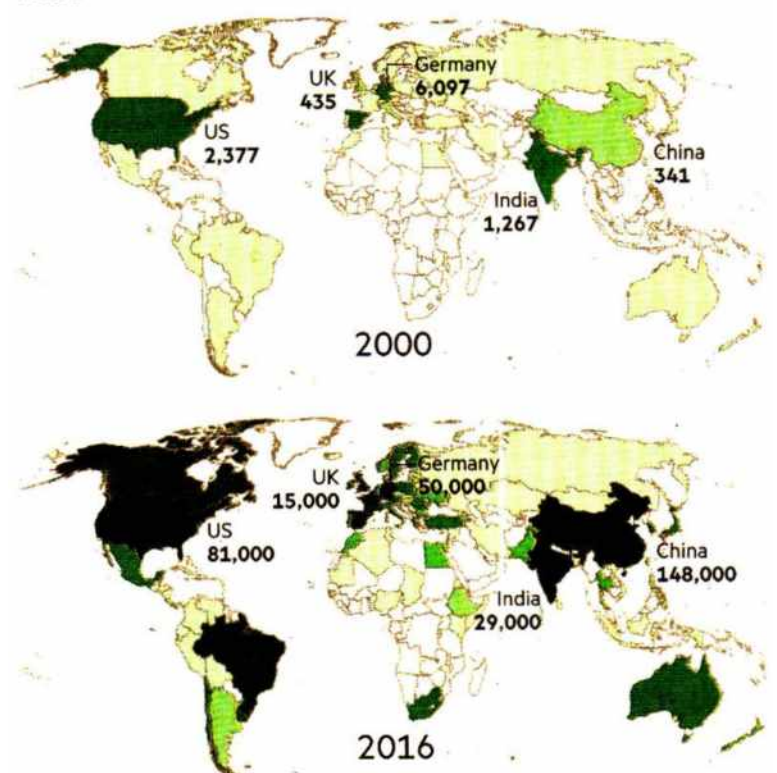 Germany
6,097
UK
435
US
2,377
China
341
India
1,267
2000
Germany
50,000
UK
15,000
US
81,000
China
148,000
India
29,000
2016